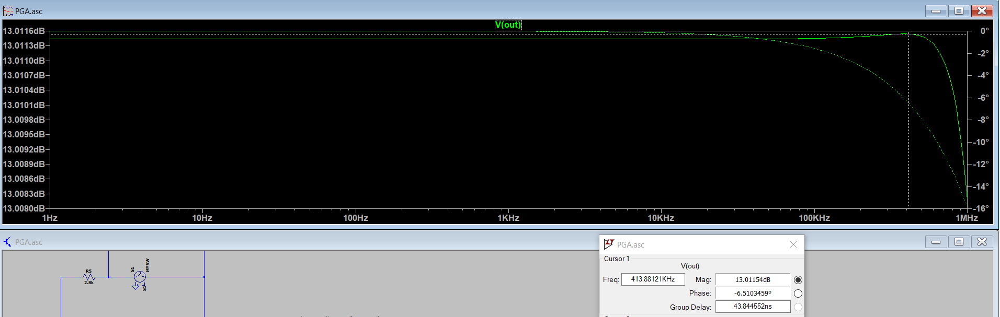 PGA.asc
V(out)
13.0116dB
13.0113dB
13.0110dB
13.0107dB
13.0104dB
13.0101dB
13.0098dB
13.0095dB
13.0092dB
13.0089dB
13.0086dB
13.0083dB
13.0080dB
0°
-2°
-4°
-6°
-8°
-10°
-12°
-14°
-16°
1Hz 10Hz 100Hz 1KHz 10KHz 100KHz 1MHz
PGA.asc
R5
2.8k
S1
MYSW
PGA.asc
Cursor 1
V(out)
Freq: 413.88121KHz Mag: 13.01154dB
Phase: -6.5103459°
Group Delay: 43.844552ns